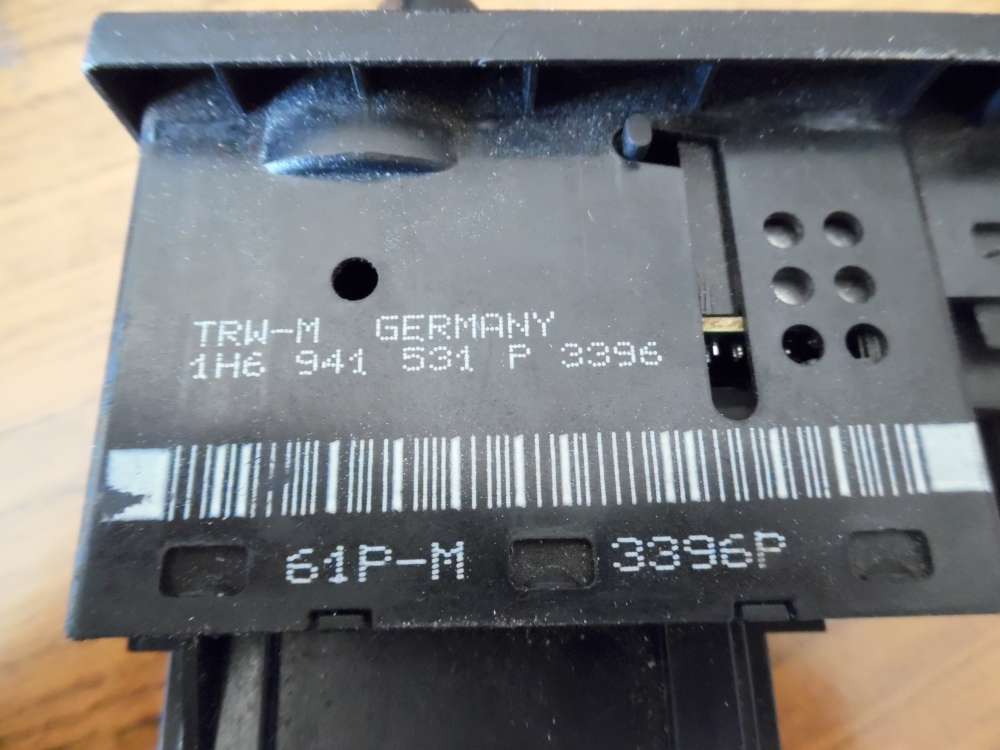 TRW-M GERMANY
1H6 941 531 P 3396
61P-M 3396P